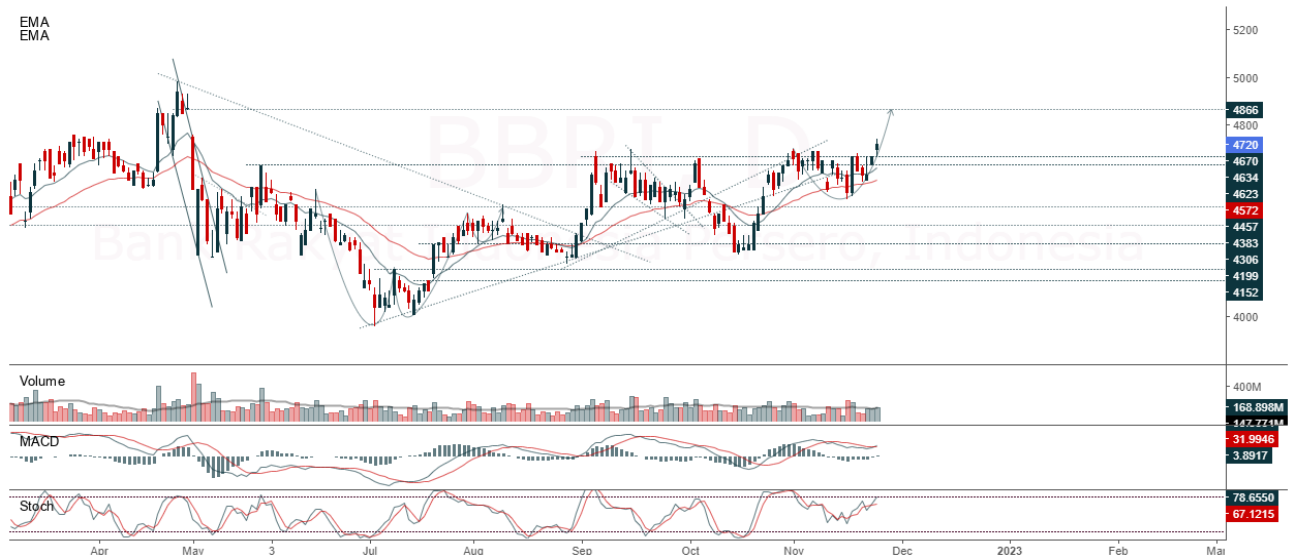 EMA
EMA
BBRI, D
Bank Rakyat Indonesia Persero, Indonesia
5200
5000
4866
4800
4720
4670
4634
4623
4572
4457
4383
4306
4199
4152
4000
Volume
400M
168.898M
147.771M
MACD
31.9946
3.8917
Stoch
78.6550
67.1215
Apr May 3 Jul Aug Sep Oct Nov Dec 2023 Feb Mar